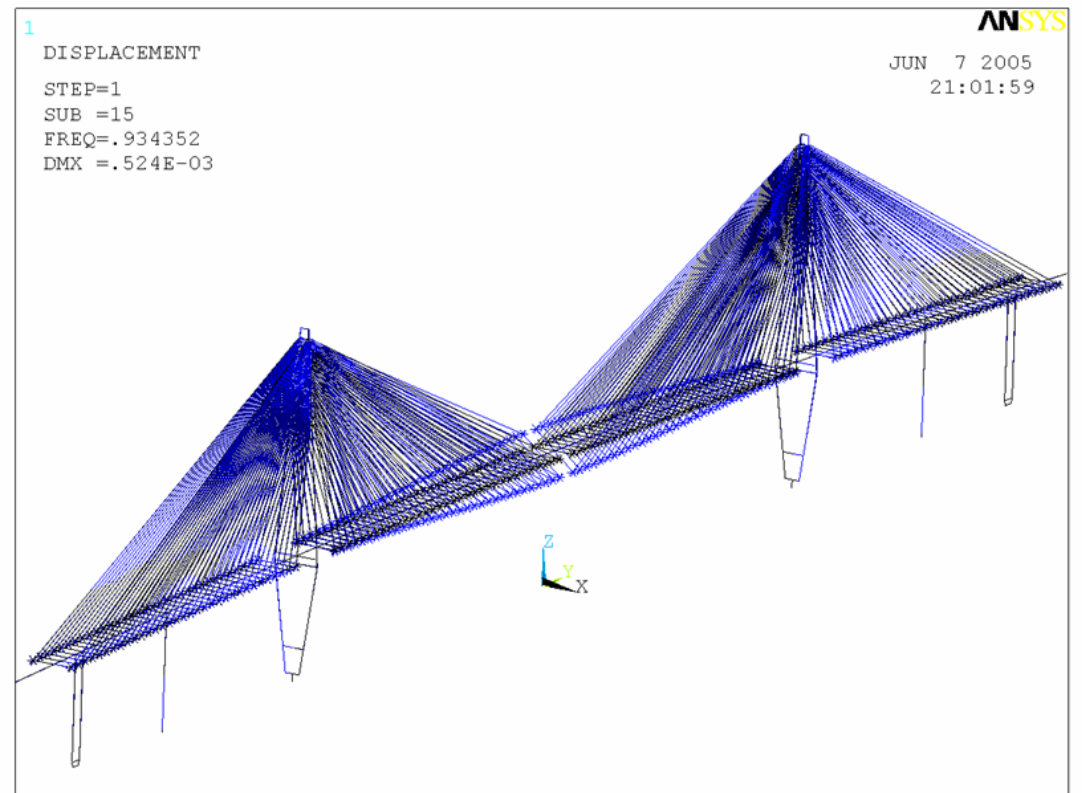 1
ANSYS
DISPLACEMENT
JUN  7 2005
STEP=1
21:01:59
SUB =15
FREQ=.934352
DMX =.524E-03
Z
Y
X